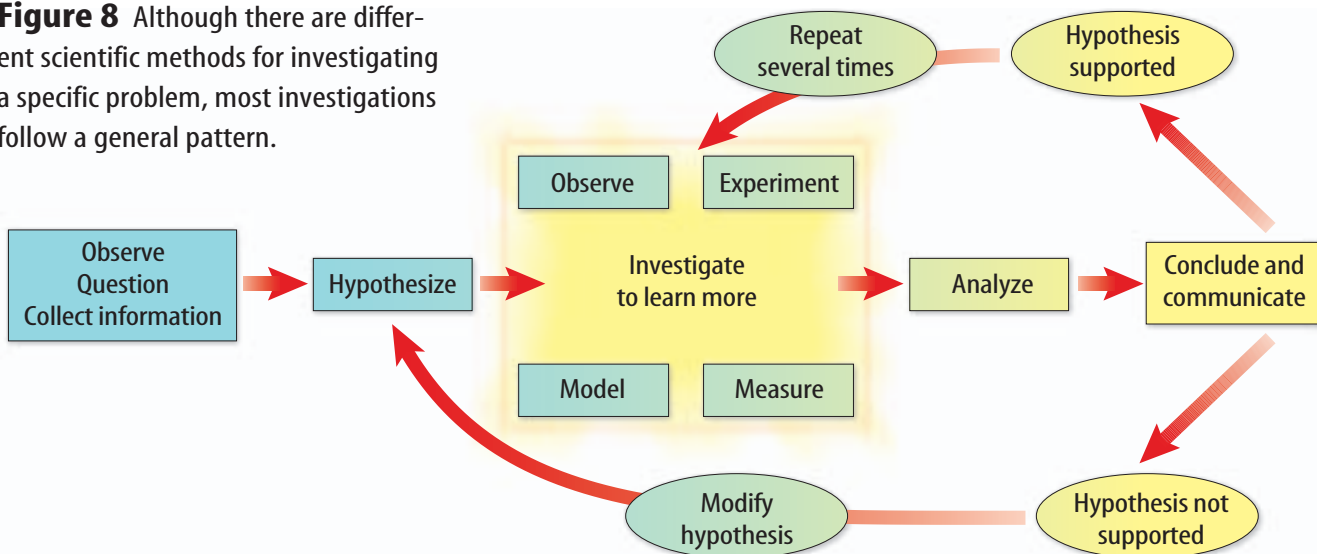 Figure 8 Although there are differ-
ent scientific methods for investigating
a specific problem, most investigations
follow a general pattern.
Repeat
several times
Hypothesis
supported
Observe
Experiment
Observe
Question
Collect information
Hypothesize
Investigate
to learn more
Analyze
Conclude and
communicate
Model
Measure
Modify
hypothesis
Hypothesis not
supported